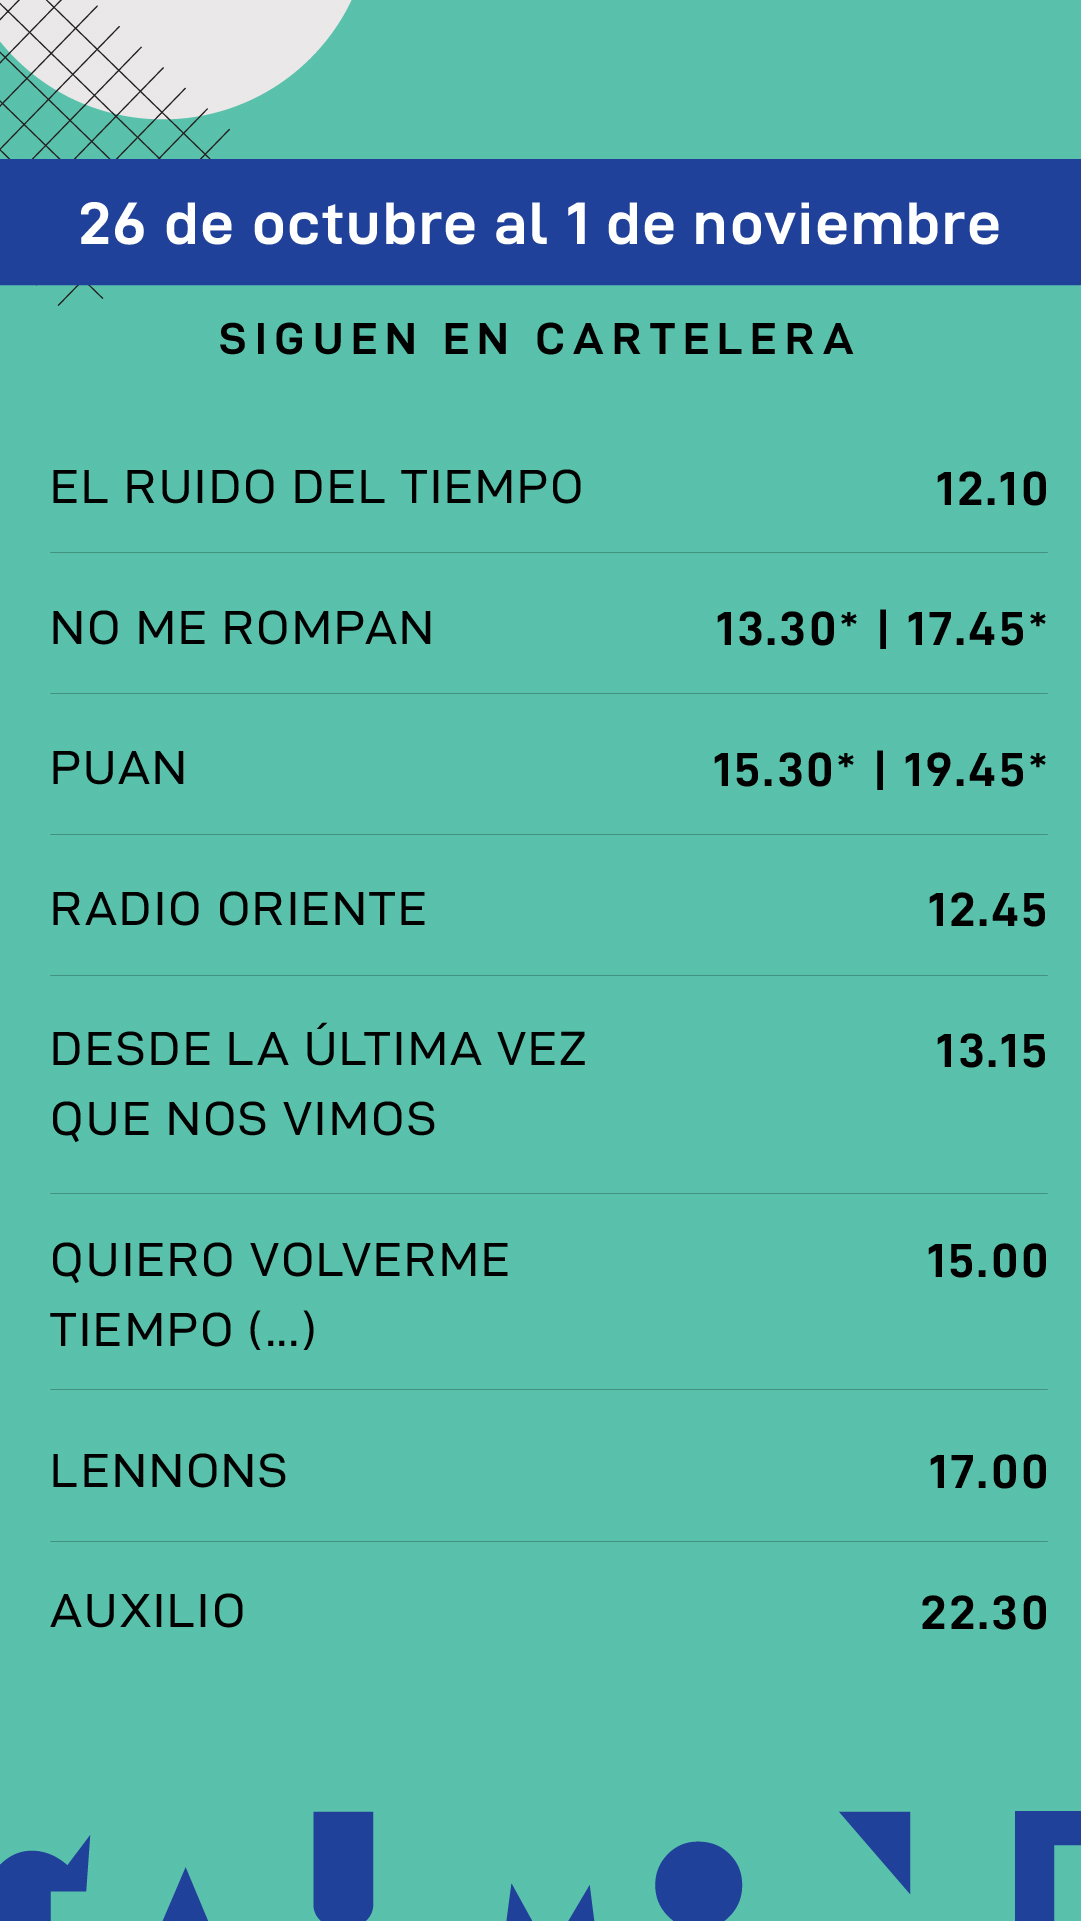 26 de octubre al 1 de noviembre
SIGUEN EN CARTELERA
EL RUIDO DEL TIEMPO 12.10
NO ME ROMPAN 13.30* | 17.45*
PUAN 15.30* | 19.45*
RADIO ORIENTE 12.45
DESDE LA ÚLTIMA VEZ 13.15
QUE NOS VIMOS
QUIERO VOLVERME 15.00
TIEMPO (...)
LENNONS 17.00
AUXILIO 22.30